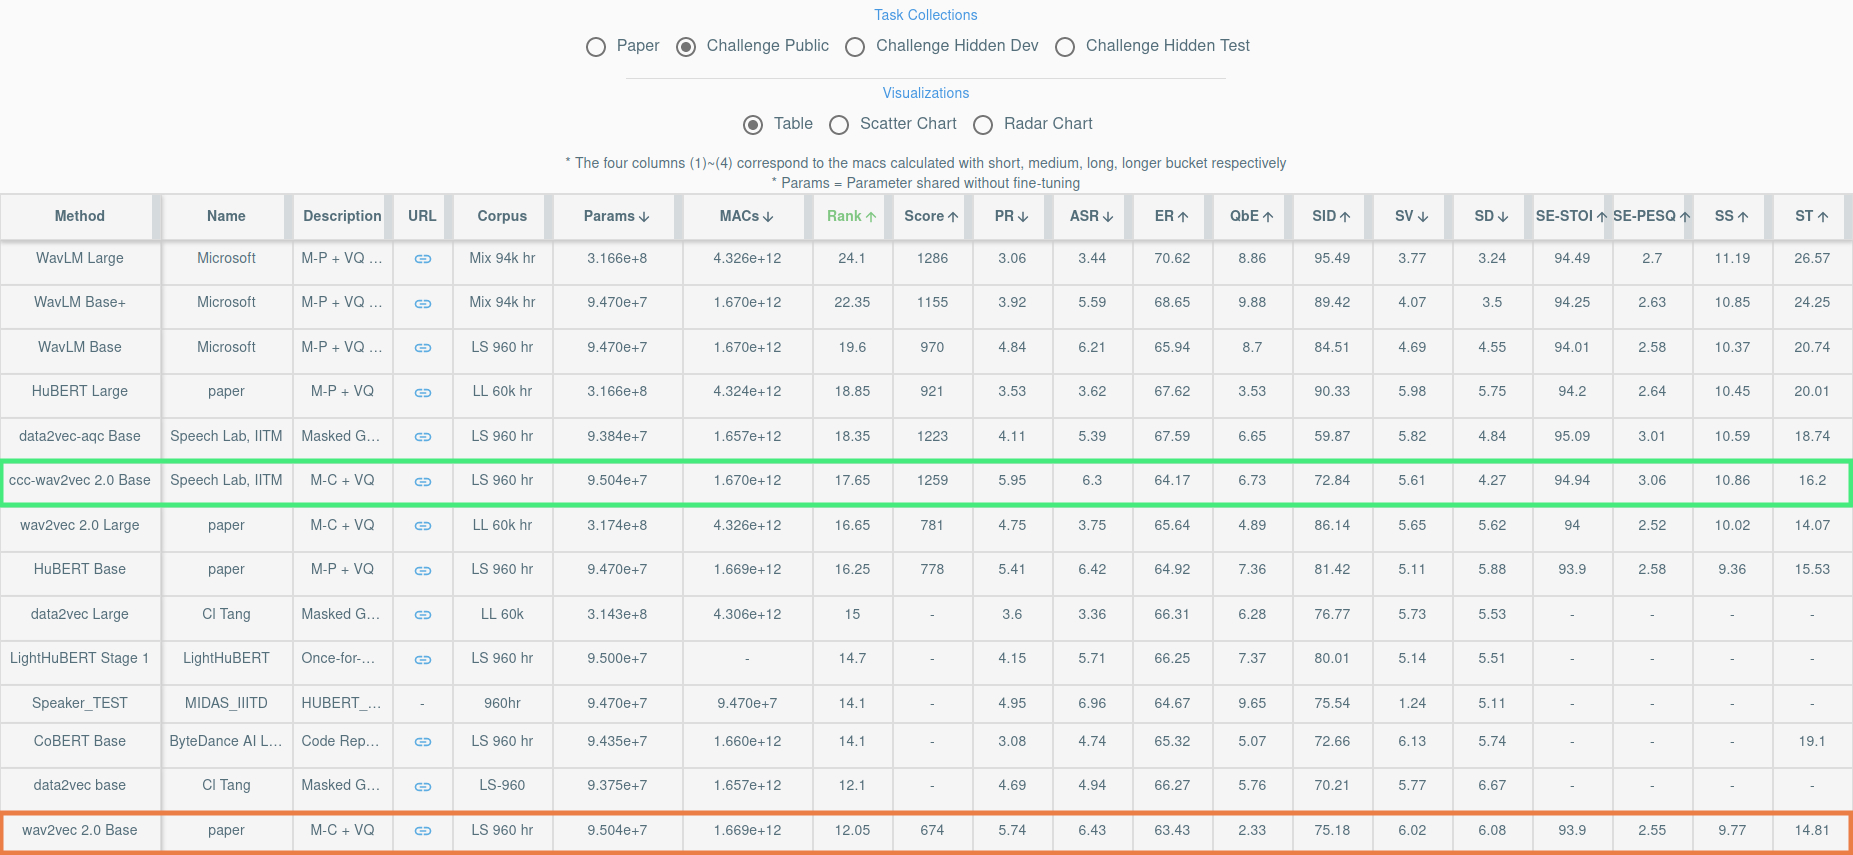 Task Collections
Paper Challenge Public Challenge Hidden Dev Challenge Hidden Test
Visualizations
Table Scatter Chart Radar Chart
* The four columns (1)~(4) correspond to the macs calculated with short, medium, long, longer bucket respectively
* Params = Parameter shared without fine-tuning
Method Name Description URL Corpus Params↓ MACs↓ Rank↑ Score↑ PR↓ ASR↓ ER↑ QbE↑ SID↑ SV↓ SD↓ SE-STOI↑ SE-PESQ↑ SS↑ ST↑
WavLM Large Microsoft M-P + VQ ... Mix 94k hr 3.166e+8 4.326e+12 24.1 1286 3.06 3.44 70.62 8.86 95.49 3.77 3.24 94.49 2.7 11.19 26.57
WavLM Base+ Microsoft M-P + VQ ... Mix 94k hr 9.470e+7 1.670e+12 22.35 1155 3.92 5.59 68.65 9.88 89.42 4.07 3.5 94.25 2.63 10.85 24.25
WavLM Base Microsoft M-P + VQ ... LS 960 hr 9.470e+7 1.670e+12 19.6 970 4.84 6.21 65.94 8.7 84.51 4.69 4.55 94.01 2.58 10.37 20.74
HuBERT Large paper M-P + VQ LL 60k hr 3.166e+8 4.324e+12 18.85 921 3.53 3.62 67.62 3.53 90.33 5.98 5.75 94.2 2.64 10.45 20.01
data2vec-aqc Base Speech Lab, IITM Masked G... LS 960 hr 9.384e+7 1.657e+12 18.35 1223 4.11 5.39 67.59 6.65 59.87 5.82 4.84 95.09 3.01 10.59 18.74
ccc-wav2vec 2.0 Base Speech Lab, IITM M-C + VQ LS 960 hr 9.504e+7 1.670e+12 17.65 1259 5.95 6.3 64.17 6.73 72.84 5.61 4.27 94.94 3.06 10.86 16.2
wav2vec 2.0 Large paper M-C + VQ LL 60k hr 3.174e+8 4.326e+12 16.65 781 4.75 3.75 65.64 4.89 86.14 5.65 5.62 94 2.52 10.02 14.07
HuBERT Base paper M-P + VQ LS 960 hr 9.470e+7 1.669e+12 16.25 778 5.41 6.42 64.92 7.36 81.42 5.11 5.88 93.9 2.58 9.36 15.53
data2vec Large CI Tang Masked G... LL 60k 3.143e+8 4.306e+12 15 - 3.6 3.36 66.31 6.28 76.77 5.73 5.53 - - - -
LightHuBERT Stage 1 LightHuBERT Once-for-... LS 960 hr 9.500e+7 - 14.7 - 4.15 5.71 66.25 7.37 80.01 5.14 5.51 - - - -
Speaker_TEST MIDAS_IIITD HUBERT_... - 960hr 9.470e+7 9.470e+7 14.1 - 4.95 6.96 64.67 9.65 75.54 1.24 5.11 - - - -
CoBERT Base ByteDance AI L... Code Rep... LS 960 hr 9.435e+7 1.660e+12 14.1 - 3.08 4.74 65.32 5.07 72.66 6.13 5.74 - - - 19.1
data2vec base CI Tang Masked G... LS-960 9.375e+7 1.657e+12 12.1 - 4.69 4.94 66.27 5.76 70.21 5.77 6.67 - - - -
wav2vec 2.0 Base paper M-C + VQ LS 960 hr 9.504e+7 1.669e+12 12.05 674 5.74 6.43 63.43 2.33 75.18 6.02 6.08 93.9 2.55 9.77 14.81